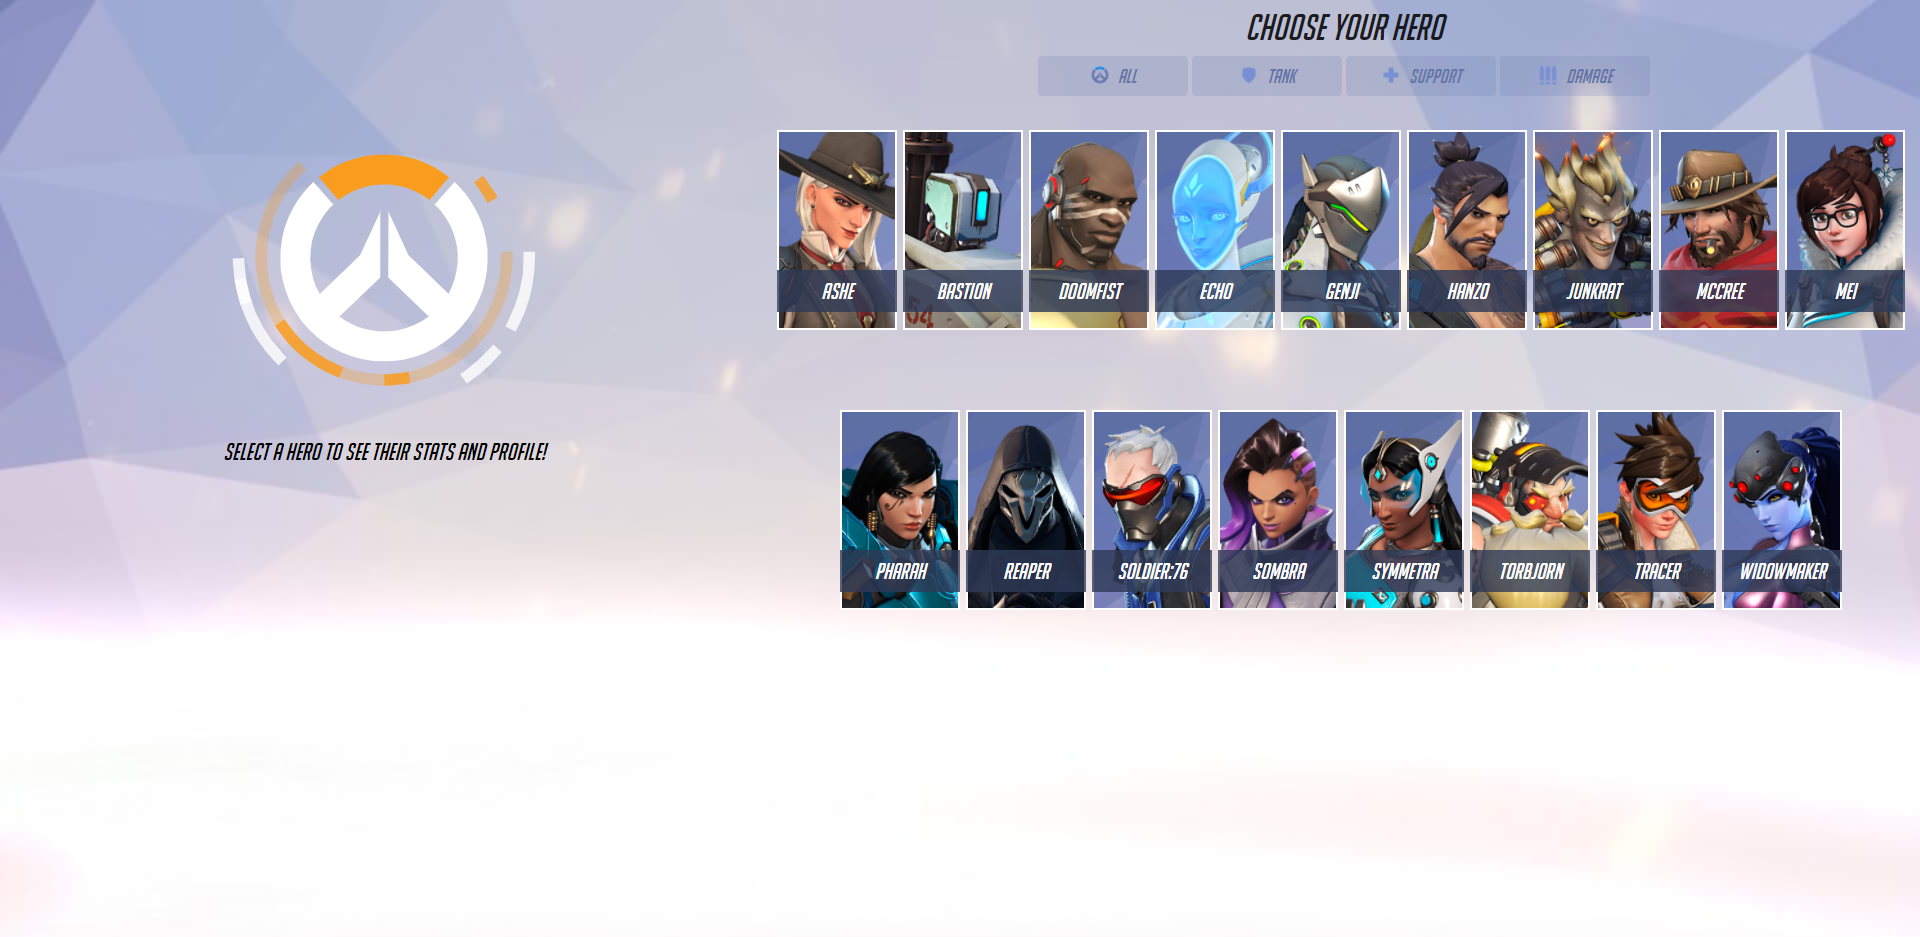 CHOOSE YOUR HERO
ALL TANK SUPPORT DAMAGE
ASHE BASTION DOOMFIST ECHO GENJI HANZO JUNKRAT MCCREE MEI
54
SELECT A HERO TO SEE THEIR STATS AND PROFILE!
PHARAH REAPER SOLDIER:76 SOMBRA SYMMETRA TORBJORN TRACER WIDOWMAKER